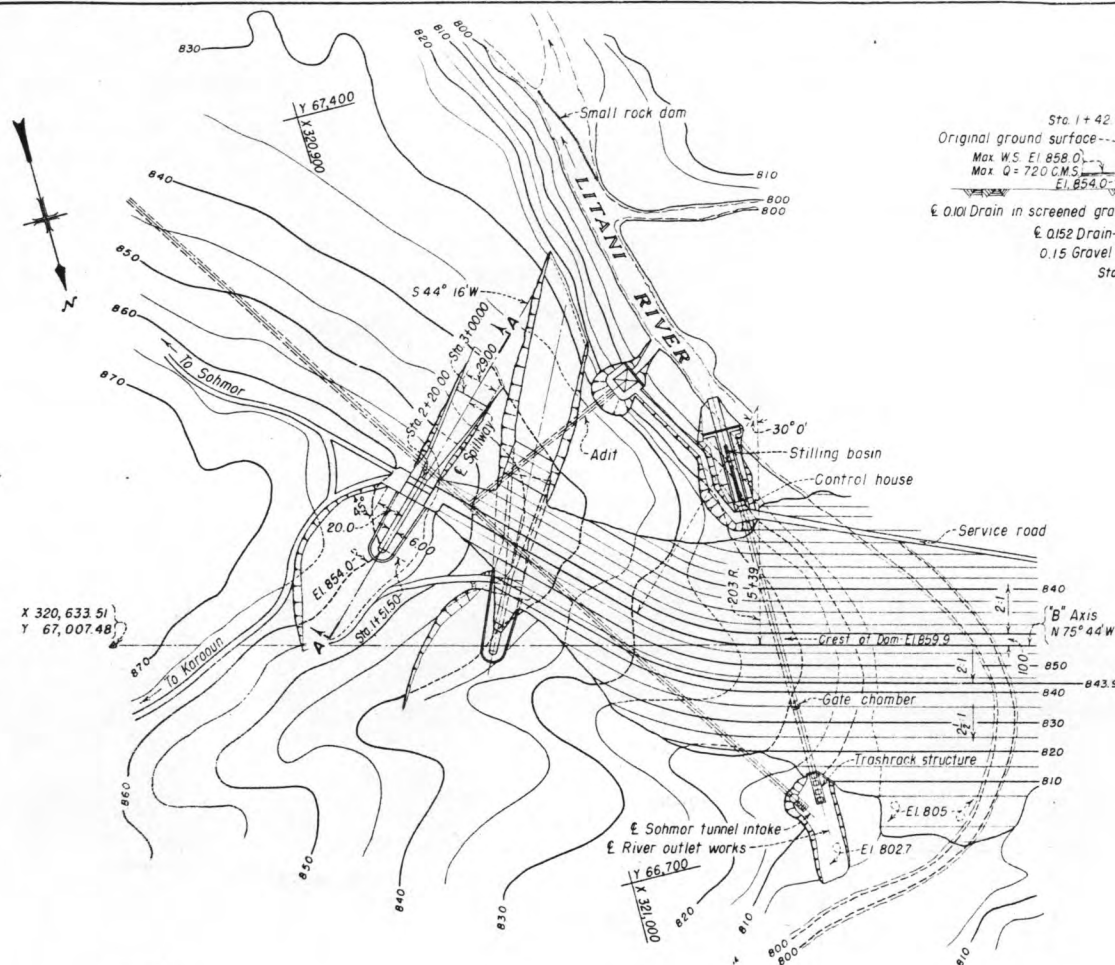 830
820
810
800
Y 67,400
X 320,900
Small rock dam
810
800
800
LITANI RIVER
N
840
850
860
870
S 44° 16' W
A
Sta. 3+00.00
29.00
Sta. 2+20.00
℄ Spillway
To Sohmor
Adit
30° 0'
Stilling basin
Control house
Service road
45°
20.0
6.00
El. 854.0
Sta. 1+51.50
A
203 R.
5+39
840
2:1
"B" Axis
N 75° 44' W
Crest of Dam-El. 859.9
10.0
X 320,633.51
Y 67,007.48
870
To Karaoun
850
2:1
843.9
840
Gate chamber
830
2½:1
820
Trashrack structure
810
El. 805
℄ Sohmor tunnel intake
℄ River outlet works
El. 802.7
Y 66,700
X 321,000
860
850
840
830
820
810
800
800
810
Sta. 1 + 42.
Original ground surface
Max. W.S. El. 858.0
Max. Q = 720 C.M.S.
El. 854.0
℄ 0.101 Drain in screened gra
℄ 0.152 Drain
0.15 Gravel
Sta